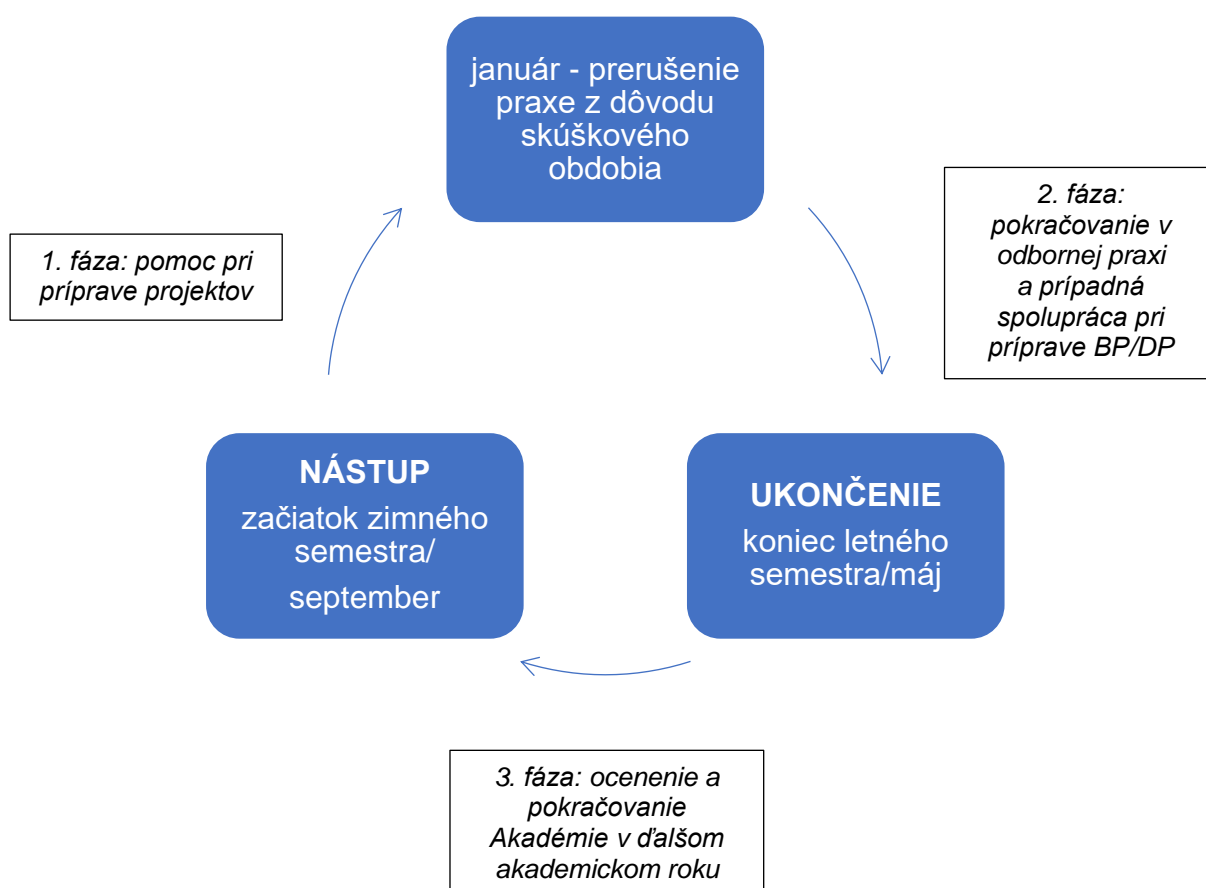 január - prerušenie
praxe z dôvodu
skúškového
obdobia
1. fáza: pomoc pri
príprave projektov
2. fáza:
pokračovanie v
odbornej praxi
a prípadná
spolupráca pri
príprave BP/DP
NÁSTUP
začiatok zimného
semestra/
september
UKONČENIE
koniec letného
semestra/máj
3. fáza: ocenenie a
pokračovanie
Akadémie v ďalšom
akademickom roku